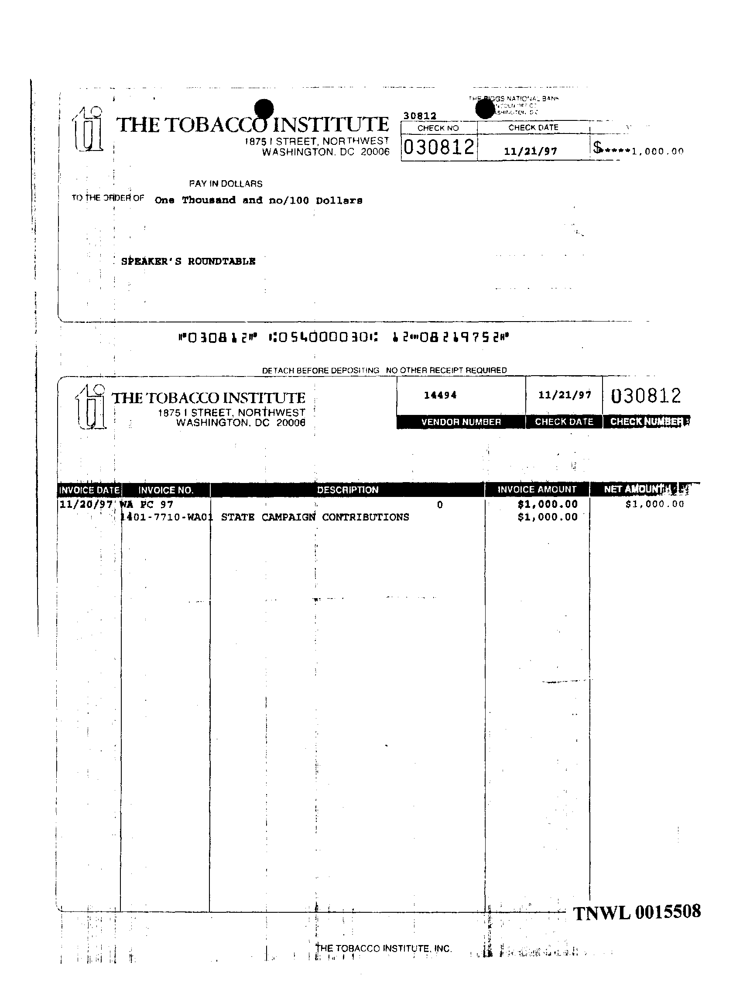 THE RIGGS NATIONAL BANK
WASHINGTON, DC
THE TOBACCO INSTITUTE
1875 I STREET, NORTHWEST
WASHINGTON, DC 20006
30812
CHECK NO
CHECK DATE
030812
11/21/97
$****1,000.00
PAY IN DOLLARS
TO THE ORDER OF One Thousand and no/100 Dollars
SPEAKER'S ROUNDTABLE
⑈030812⑈ ⑆054000030⑆ 12⑉08219752⑈
DETACH BEFORE DEPOSITING NO OTHER RECEIPT REQUIRED
THE TOBACCO INSTITUTE
1875 I STREET, NORTHWEST
WASHINGTON, DC 20006
14494 11/21/97 030812
VENDOR NUMBER CHECK DATE CHECK NUMBER
INVOICE DATE INVOICE NO. DESCRIPTION INVOICE AMOUNT NET AMOUNT
11/20/97 WA PC 97 0 $1,000.00 $1,000.00
1401-7710-WA01 STATE CAMPAIGN CONTRIBUTIONS $1,000.00
TNWL 0015508
THE TOBACCO INSTITUTE, INC.